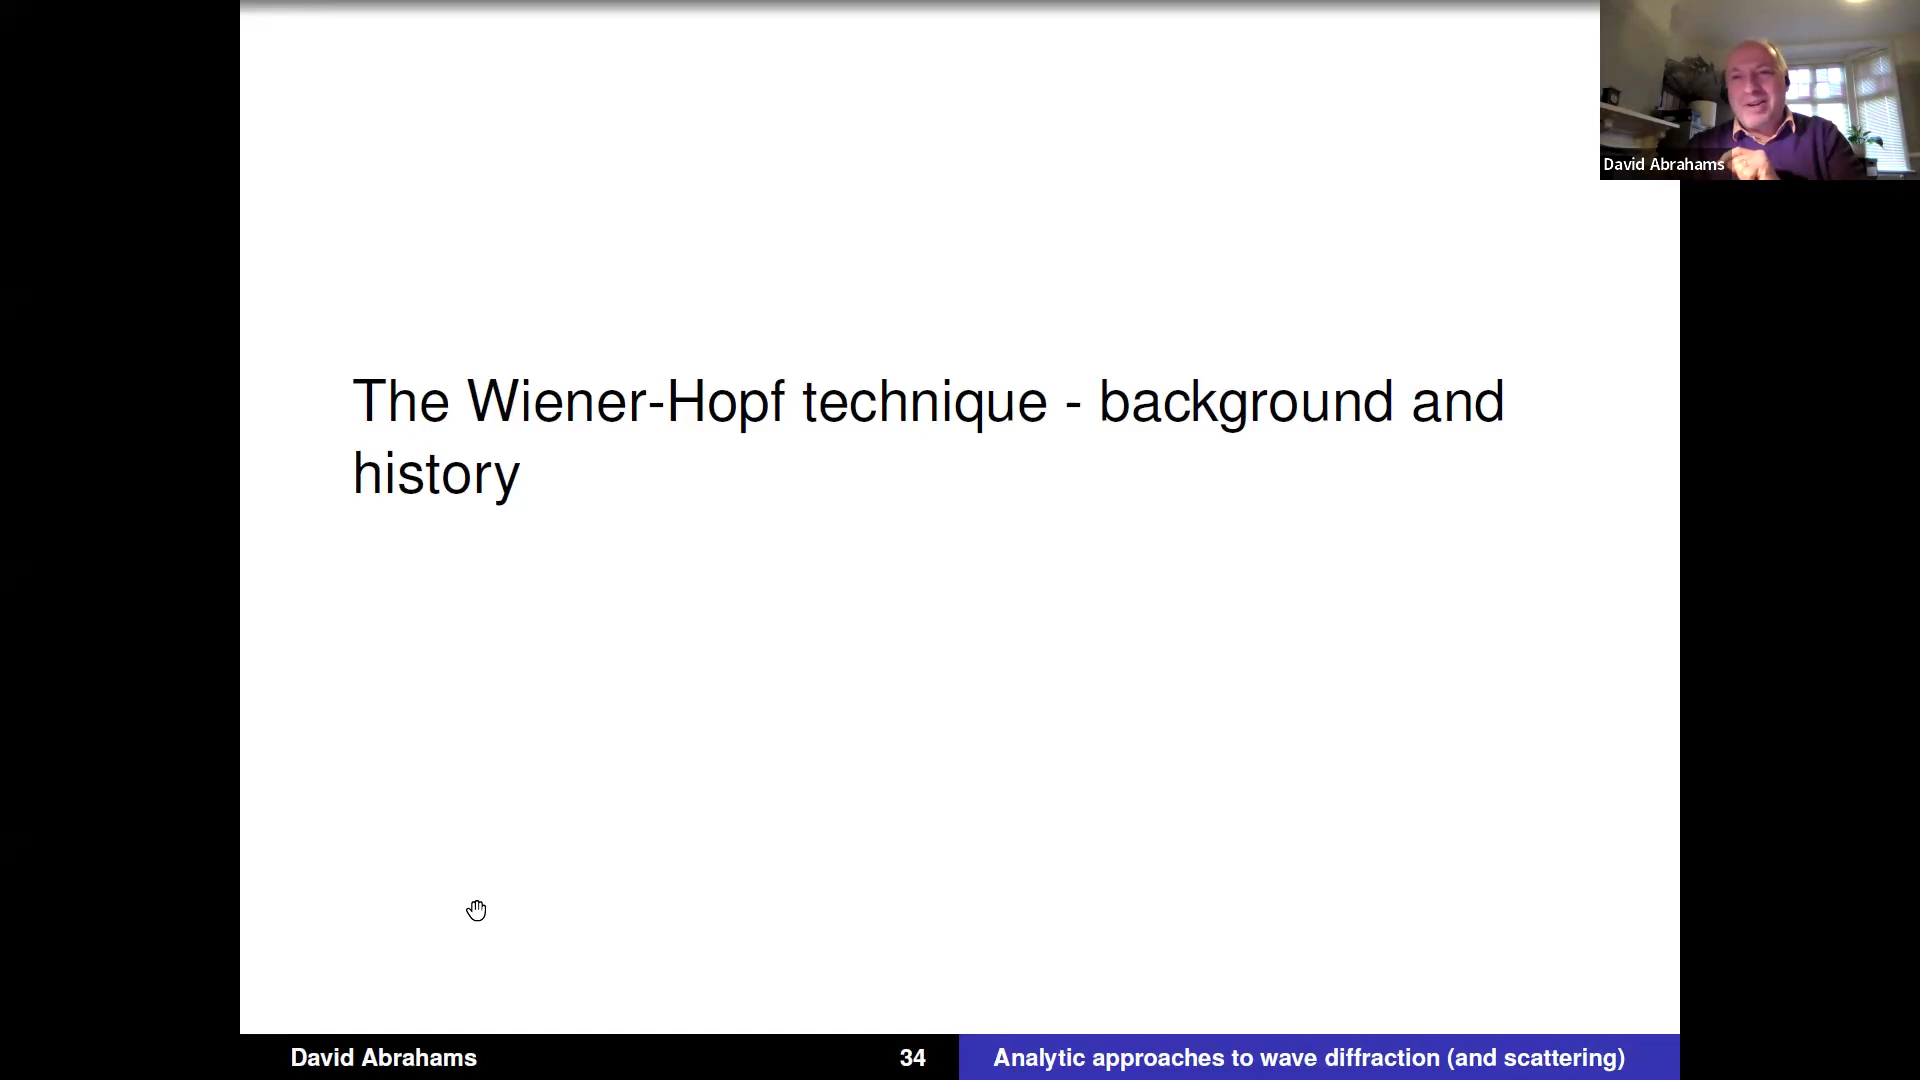 David Abrahams
The Wiener-Hopf technique - background and
history
David Abrahams 34 Analytic approaches to wave diffraction (and scattering)